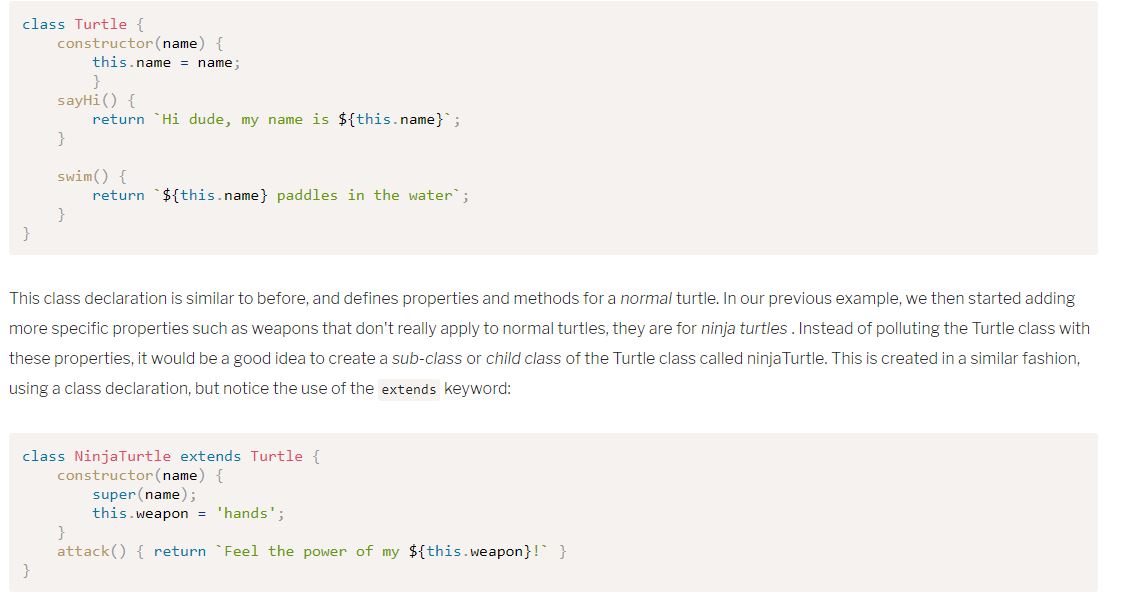 class Turtle {
    constructor(name) {
        this.name = name;
        }
    sayHi() {
        return `Hi dude, my name is ${this.name}`;
    }

    swim() {
        return `${this.name} paddles in the water`;
    }
}
This class declaration is similar to before, and defines properties and methods for a normal turtle. In our previous example, we then started adding
more specific properties such as weapons that don't really apply to normal turtles, they are for ninja turtles . Instead of polluting the Turtle class with
these properties, it would be a good idea to create a sub-class or child class of the Turtle class called ninjaTurtle. This is created in a similar fashion,
using a class declaration, but notice the use of the extends keyword:
class NinjaTurtle extends Turtle {
    constructor(name) {
        super(name);
        this.weapon = 'hands';
    }
    attack() { return `Feel the power of my ${this.weapon}!` }
}